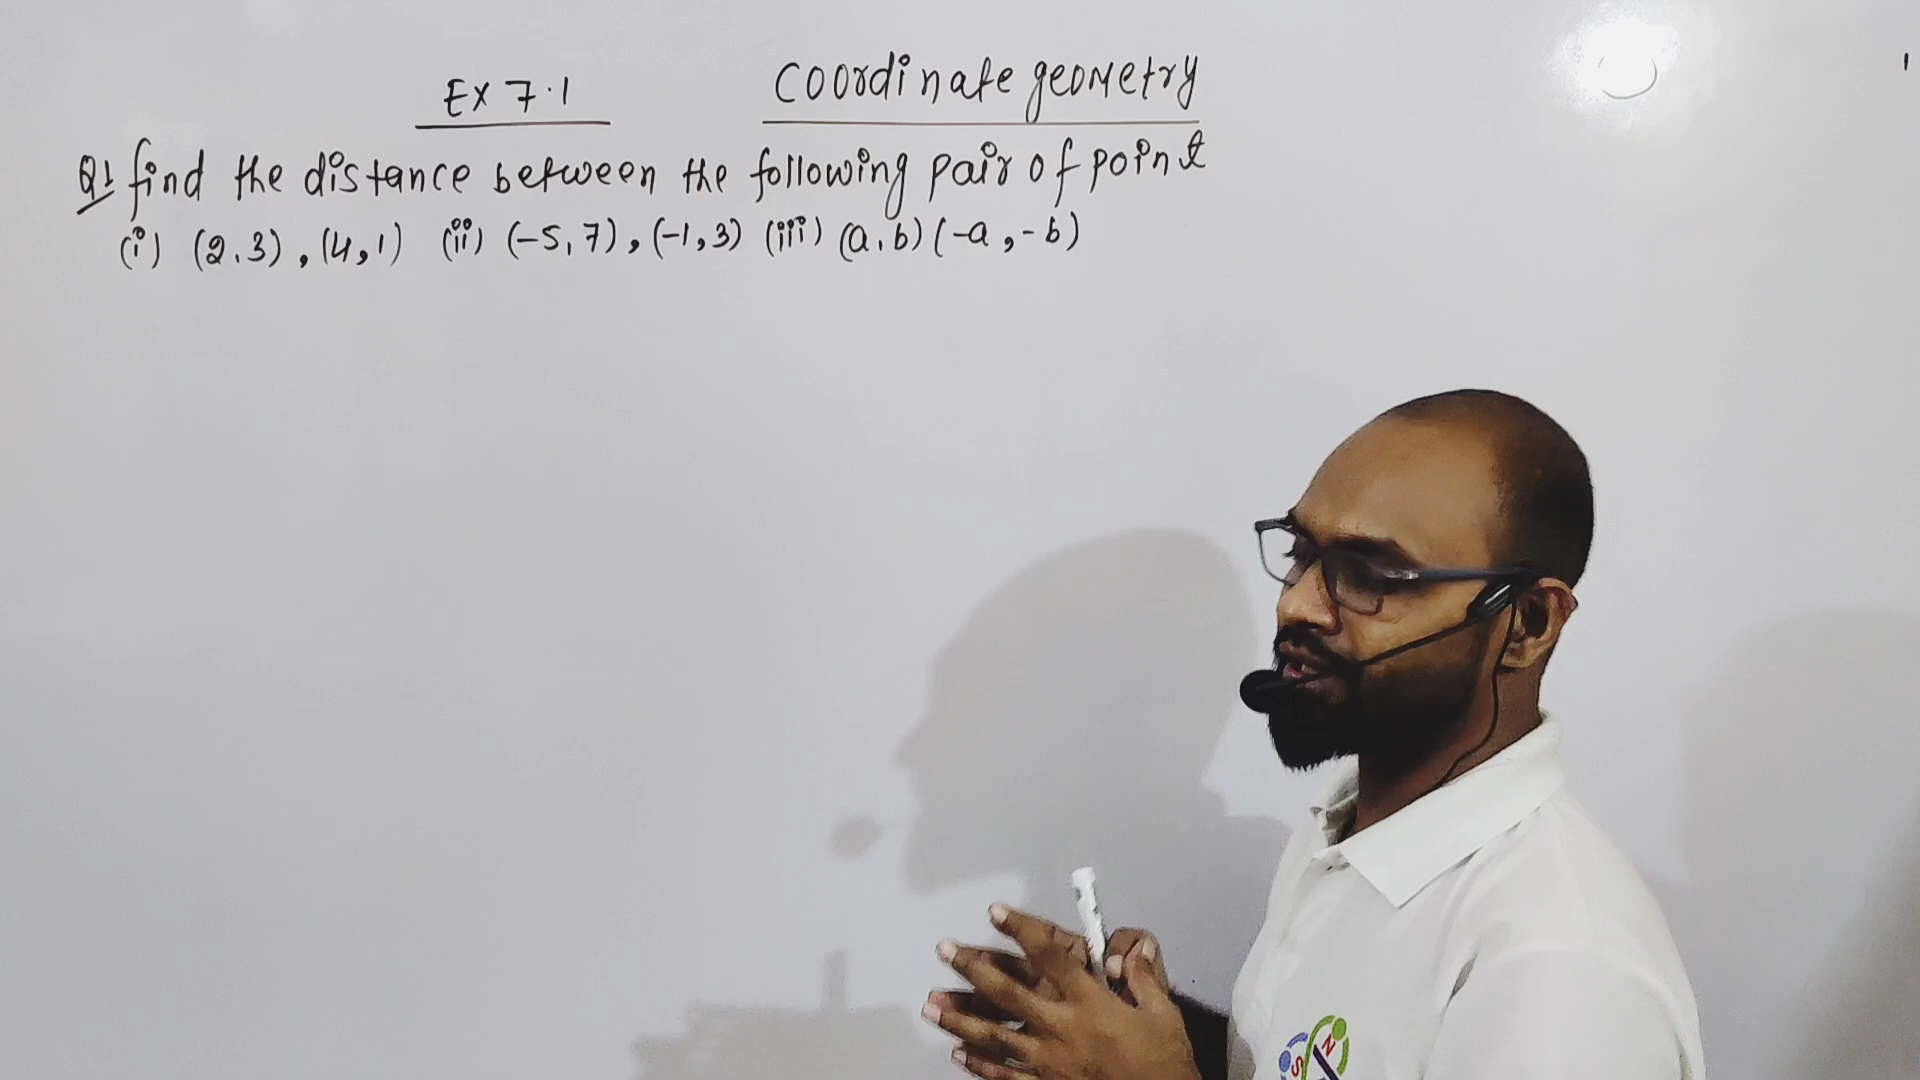 Ex 7.1 Coordinate geometry
Q1 find the distance between the following pair of point
(i) (2,3), (4,1) (ii) (-5,7), (-1,3) (iii) (a,b) (-a,-b)
S N